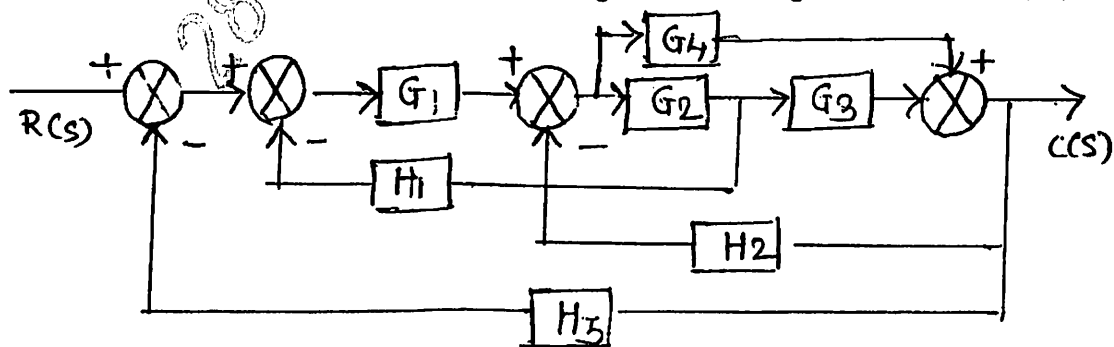 G4
+ + + +
R(S) G1 G2 G3 C(S)
- - -
H1
H2
H3